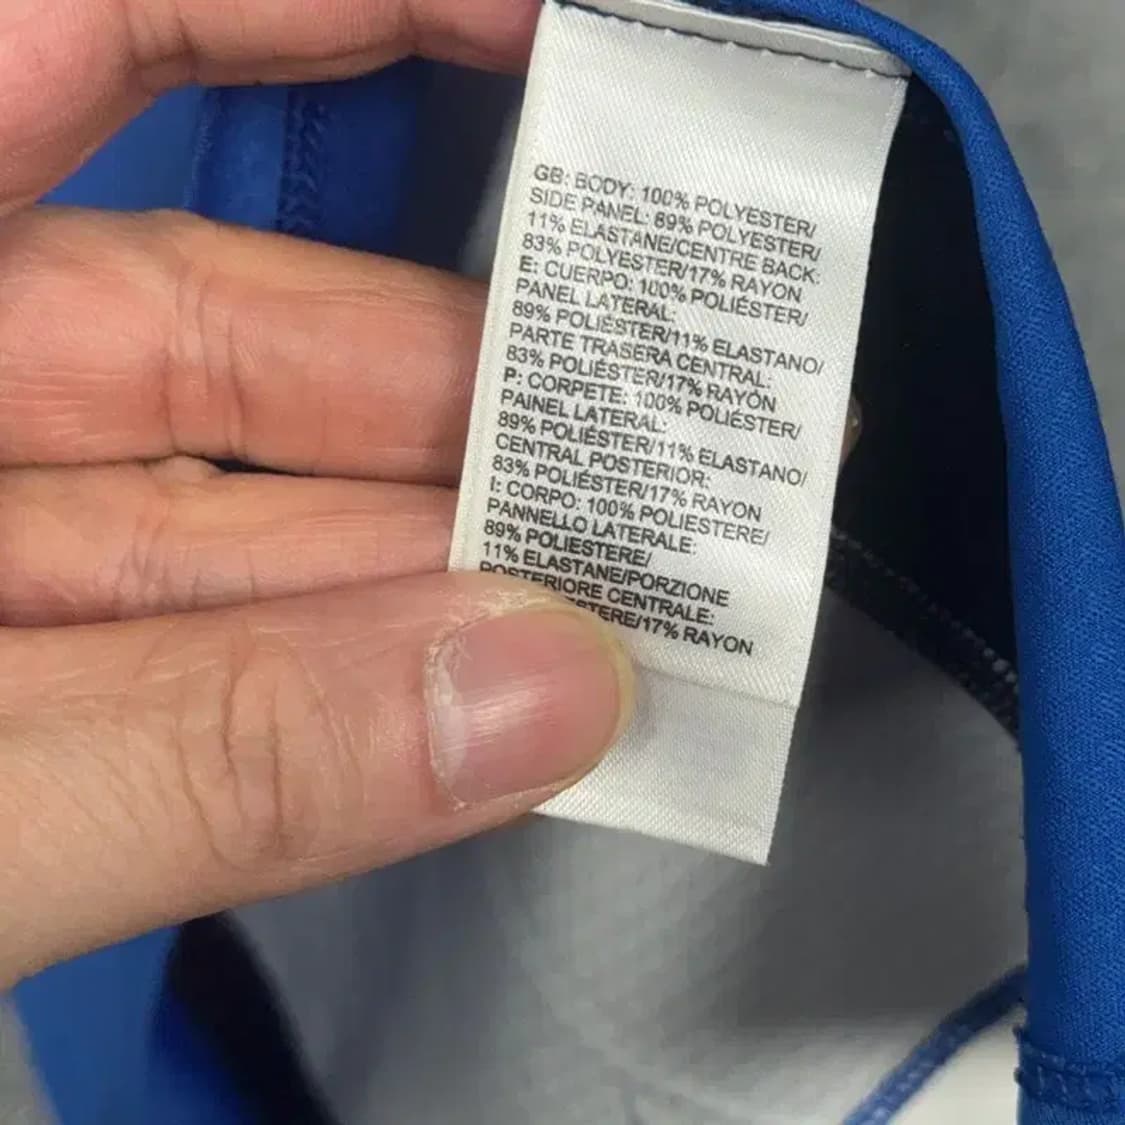 GB: BODY: 100% POLYESTER/
SIDE PANEL: 89% POLYESTER/
11% ELASTANE/CENTRE BACK:
83% POLYESTER/17% RAYON
E: CUERPO: 100% POLIÉSTER/
PANEL LATERAL:
89% POLIÉSTER/11% ELASTANO/
PARTE TRASERA CENTRAL:
83% POLIÉSTER/17% RAYÓN
P: CORPETE: 100% POLIÉSTER/
PAINEL LATERAL:
89% POLIÉSTER/11% ELASTANO/
CENTRAL POSTERIOR:
83% POLIÉSTER/17% RAYON
I: CORPO: 100% POLIESTERE/
PANNELLO LATERALE:
89% POLIESTERE/
11% ELASTANE/PORZIONE
POSTERIORE CENTRALE:
ESTERE/17% RAYON